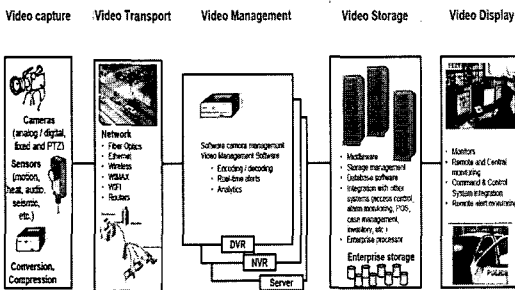 Video capture
Video Transport
Video Management
Video Storage
Video Display
Cameras
(analog / digital,
fixed and PTZ)
Sensors
(motion,
heat, audio,
seismic,
etc.)
Conversion,
Compression
Network
• Fiber Optics
• Ethernet
• Wireless
• WiMAX
• WiFi
• Routers
Software camera management
Video Management Software
• Encoding / decoding
• Real-time alerts
• Analytics
DVR
NVR
Server
• Middleware
• Storage management
• Database software
• Integration with other
systems (access control,
alarm monitoring, POS,
case management,
inventory, etc.)
• Enterprise processor
Enterprise storage
• Monitors
• Remote and Central
monitoring
• Command & Control
System integration
• Remote alert monitoring
POLICE